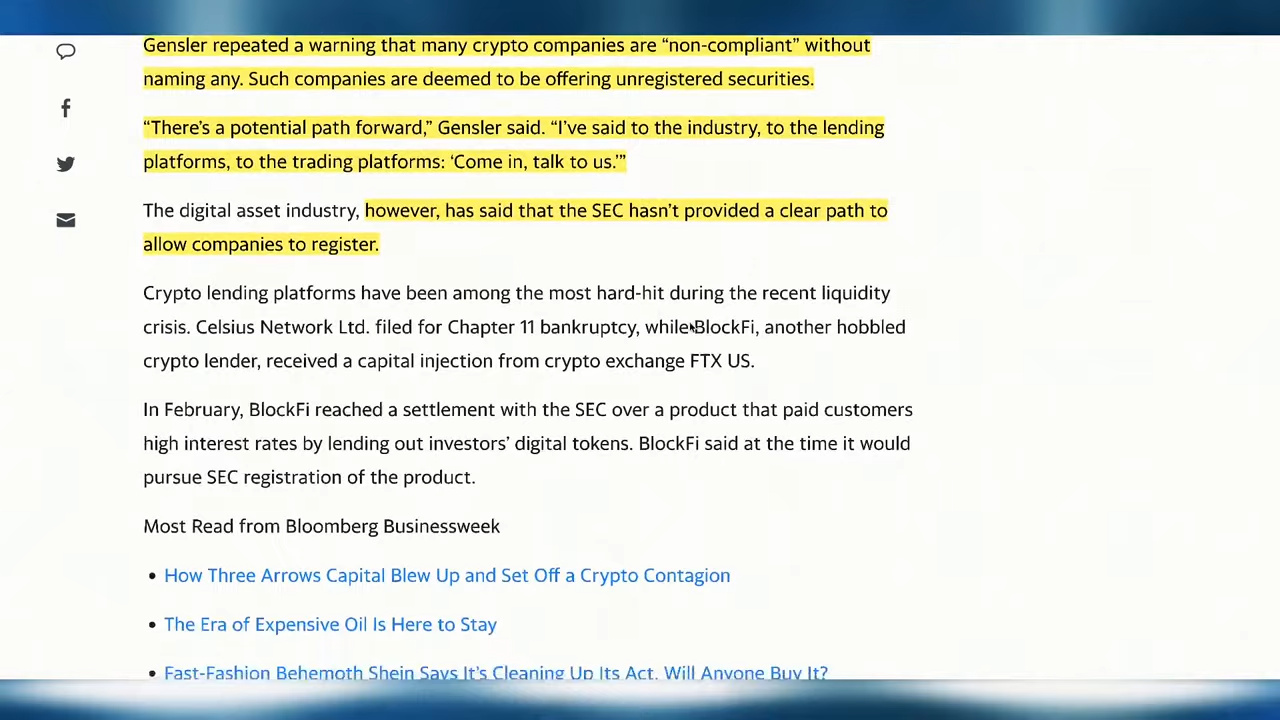 Gensler repeated a warning that many crypto companies are “non-compliant” without
naming any. Such companies are deemed to be offering unregistered securities.
“There’s a potential path forward,” Gensler said. “I’ve said to the industry, to the lending
platforms, to the trading platforms: ‘Come in, talk to us.’”
The digital asset industry, however, has said that the SEC hasn’t provided a clear path to
allow companies to register.
Crypto lending platforms have been among the most hard-hit during the recent liquidity
crisis. Celsius Network Ltd. filed for Chapter 11 bankruptcy, while BlockFi, another hobbled
crypto lender, received a capital injection from crypto exchange FTX US.
In February, BlockFi reached a settlement with the SEC over a product that paid customers
high interest rates by lending out investors’ digital tokens. BlockFi said at the time it would
pursue SEC registration of the product.
Most Read from Bloomberg Businessweek
• How Three Arrows Capital Blew Up and Set Off a Crypto Contagion
• The Era of Expensive Oil Is Here to Stay
• Fast-Fashion Behemoth Shein Says It’s Cleaning Up Its Act. Will Anyone Buy It?